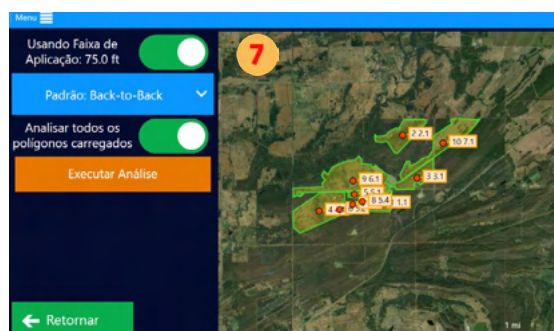 Menu
Usando Faixa de
Aplicação: 75.0 ft
7
Padrão: Back-to-Back
Analisar todos os
polígonos carregados
Executar Análise
2 2.1
10 7.1
3 3.1
9 6.1
5 5.1
8 5.4
1.1
Retornar
1 mi